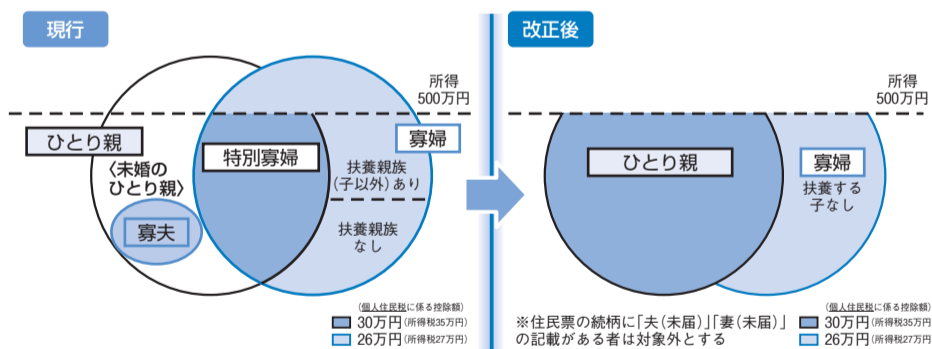 現行
所得
500万円
ひとり親
寡婦
特別寡婦
〈未婚の
ひとり親〉
扶養親族
(子以外)あり
寡夫
扶養親族
なし
(個人住民税に係る控除額)
30万円(所得税35万円)
26万円(所得税27万円)
改正後
所得
500万円
ひとり親
寡婦
扶養する
子なし
※住民票の続柄に「夫(未届)」「妻(未届)」
の記載がある者は対象外とする
(個人住民税に係る控除額)
30万円(所得税35万円)
26万円(所得税27万円)